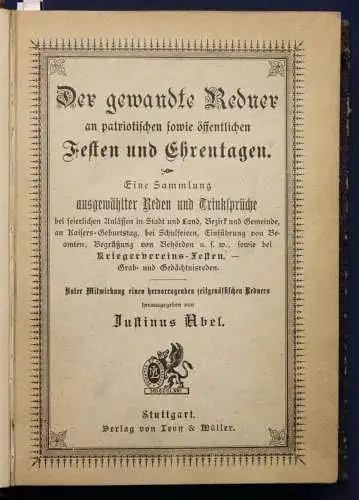 Der gewandte Redner
an patriotischen sowie öffentlichen
Festen und Ehrentagen.
Eine Sammlung
ausgewählter Reden und Trinksprüche
bei feierlichen Anlässen in Stadt und Land, Bezirk und Gemeinde,
an Kaisers-Geburtstag, bei Schulfeiern, Einführung von Be-
amten, Begrüßung von Behörden u. s. w., sowie bei
Kriegervereins-Festen, —
Grab- und Gedächtnisreden.
Unter Mitwirkung eines hervorragenden zeitgenössischen Redners
herausgegeben von
Justinus Abel.
Stuttgart.
Verlag von Levy & Müller.